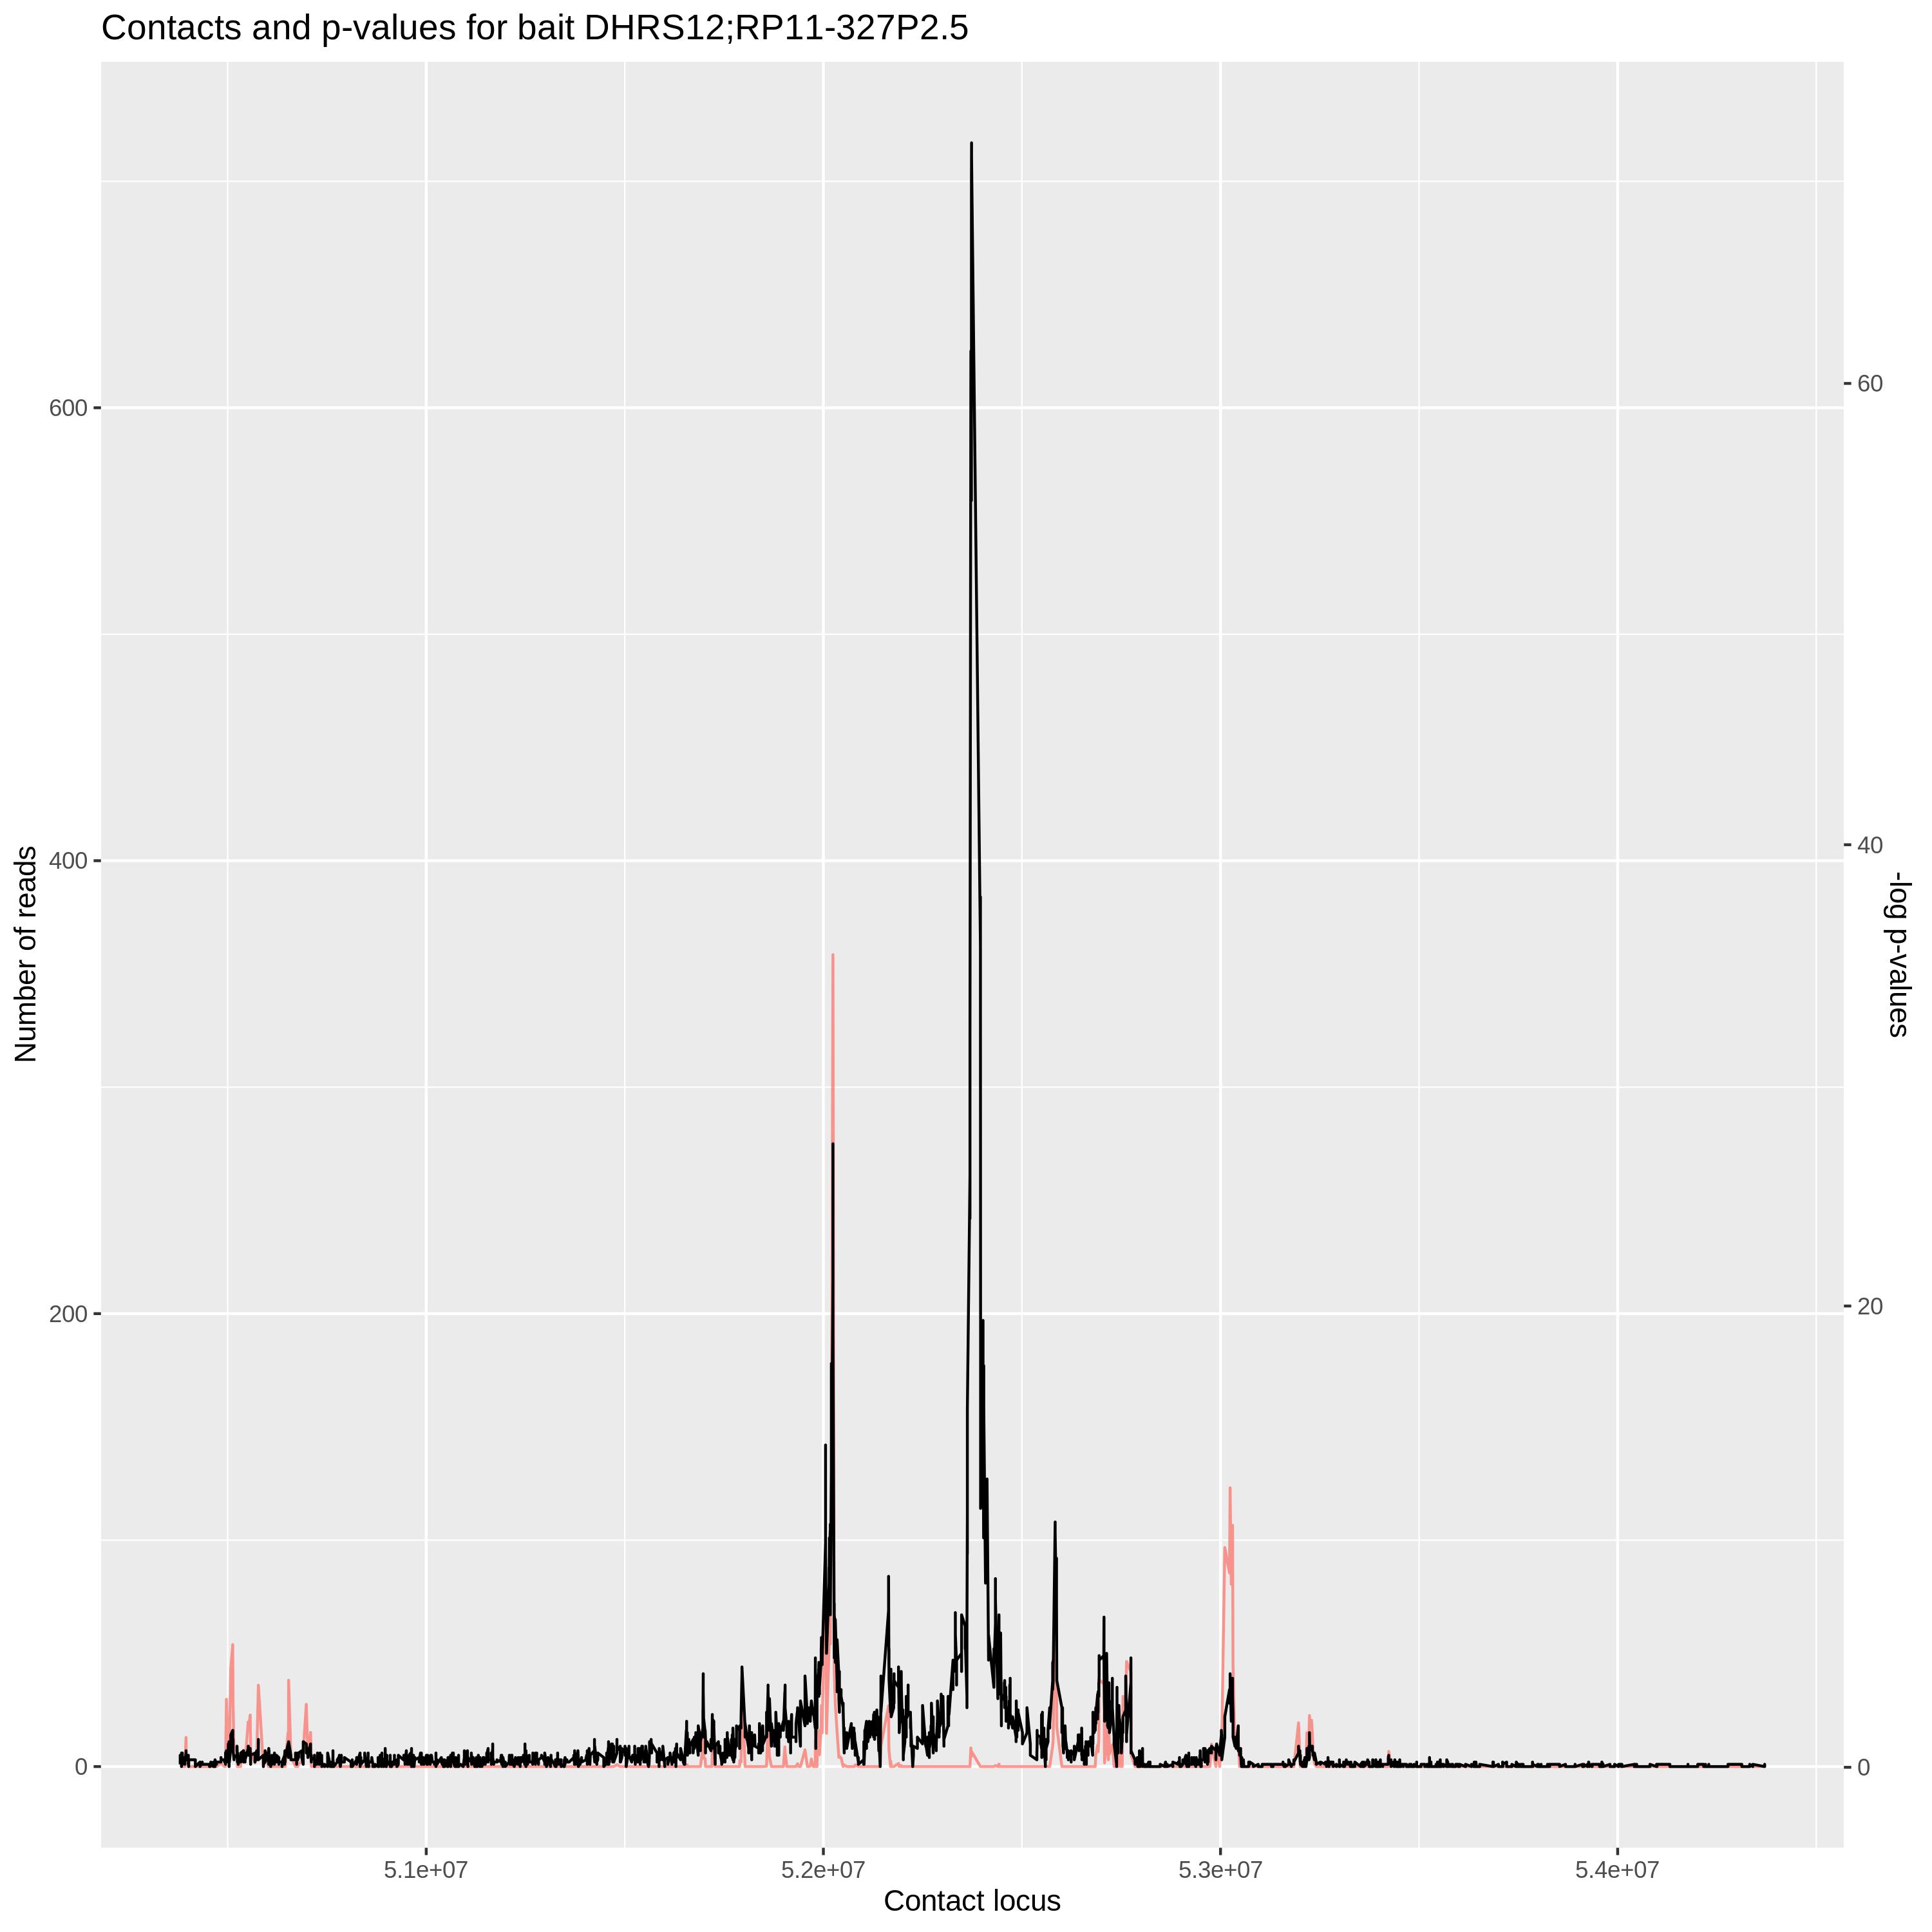 Contacts and p-values for bait DHRS12;RP11-327P2.5
Number of reads
600
400
200
0
60
40
20
0
-log p-values
5.1e+07
5.2e+07
5.3e+07
5.4e+07
Contact locus